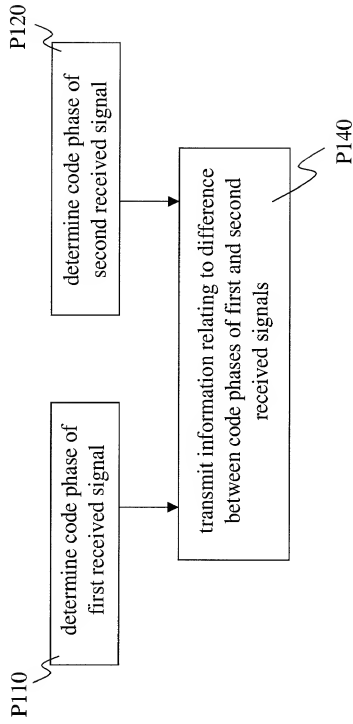 P110
determine code phase of
first received signal
P120
determine code phase of
second received signal
transmit information relating to difference
between code phases of first and second
received signals
P140